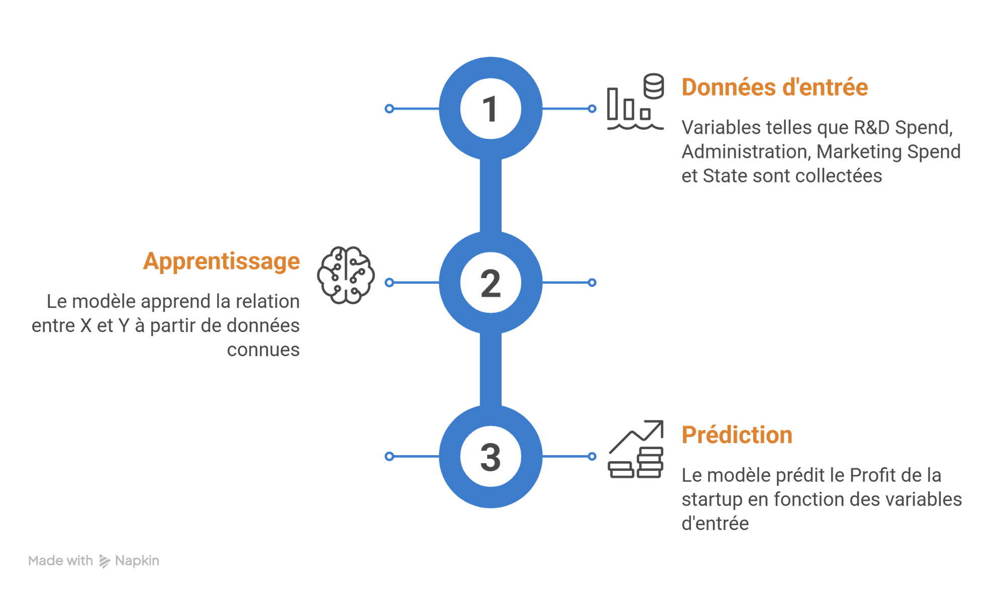 1
Données d'entrée
Variables telles que R&D Spend,
Administration, Marketing Spend
et State sont collectées
2
Apprentissage
Le modèle apprend la relation
entre X et Y à partir de données
connues
3
Prédiction
Le modèle prédit le Profit de la
startup en fonction des variables
d'entrée
Made with Napkin